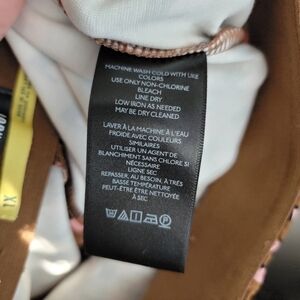 MACHINE WASH COLD WITH LIKE
COLORS
USE ONLY NON-CHLORINE
BLEACH
LINE DRY
LOW IRON AS NEEDED
MAY BE DRY CLEANED
LAVER À LA MACHINE À L'EAU
FROIDE AVEC COULEURS
SIMILAIRES
UTILISER UN AGENT DE
BLANCHIMENT SANS CHLORE SI
NÉCESSAIRE
LIGNE SEC
REPASSER, AU BESOIN, À TRÈS
BASSE TEMPÉRATURE
PEUT-ÊTRE ÊTRE NETTOYÉ
À SEC